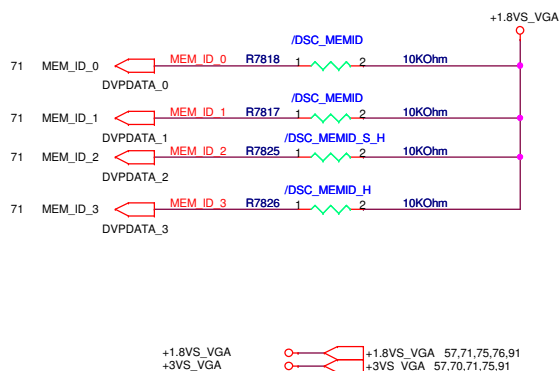 +1.8VS_VGA
/DSC_MEMID
71 MEM_ID_0 MEM_ID_0 R7818 1 2 10KOhm
DVPDATA_0
/DSC_MEMID
71 MEM_ID_1 MEM_ID_1 R7817 1 2 10KOhm
DVPDATA_1
/DSC_MEMID_S_H
71 MEM_ID_2 MEM_ID_2 R7825 1 2 10KOhm
DVPDATA_2
/DSC_MEMID_H
71 MEM_ID_3 MEM_ID_3 R7826 1 2 10KOhm
DVPDATA_3
+1.8VS_VGA +1.8VS_VGA 57,71,75,76,91
+3VS_VGA +3VS_VGA 57,70,71,75,91